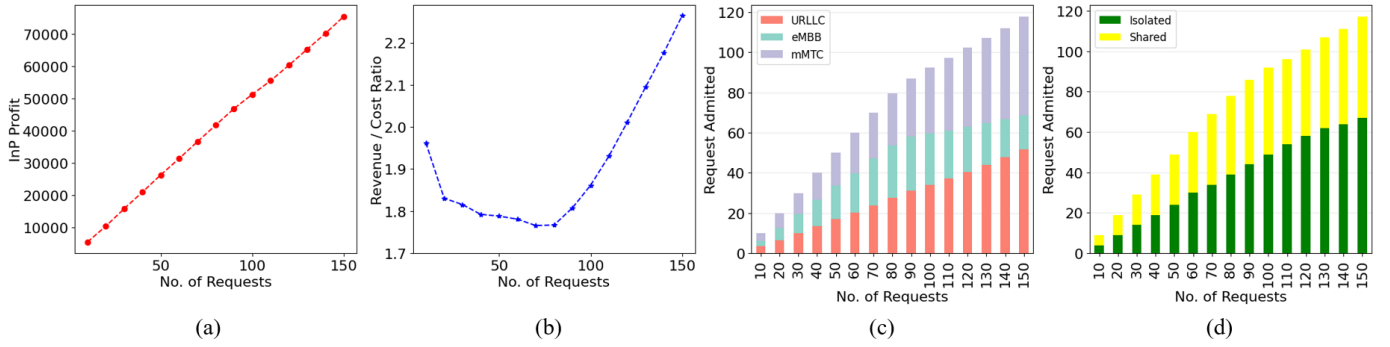 70000
60000
50000
40000
30000
20000
10000
InP Profit
50 100 150
No. of Requests
(a)
2.2
2.1
2.0
1.9
1.8
1.7
Revenue / Cost Ratio
50 100 150
No. of Requests
(b)
120
100
80
60
40
20
0
Request Admitted
URLLC
eMBB
mMTC
10 20 30 40 50 60 70 80 90 100 110 120 130 140 150
No. of Requests
(c)
120
100
80
60
40
20
0
Request Admitted
Isolated
Shared
10 20 30 40 50 60 70 80 90 100 110 120 130 140 150
No. of Requests
(d)